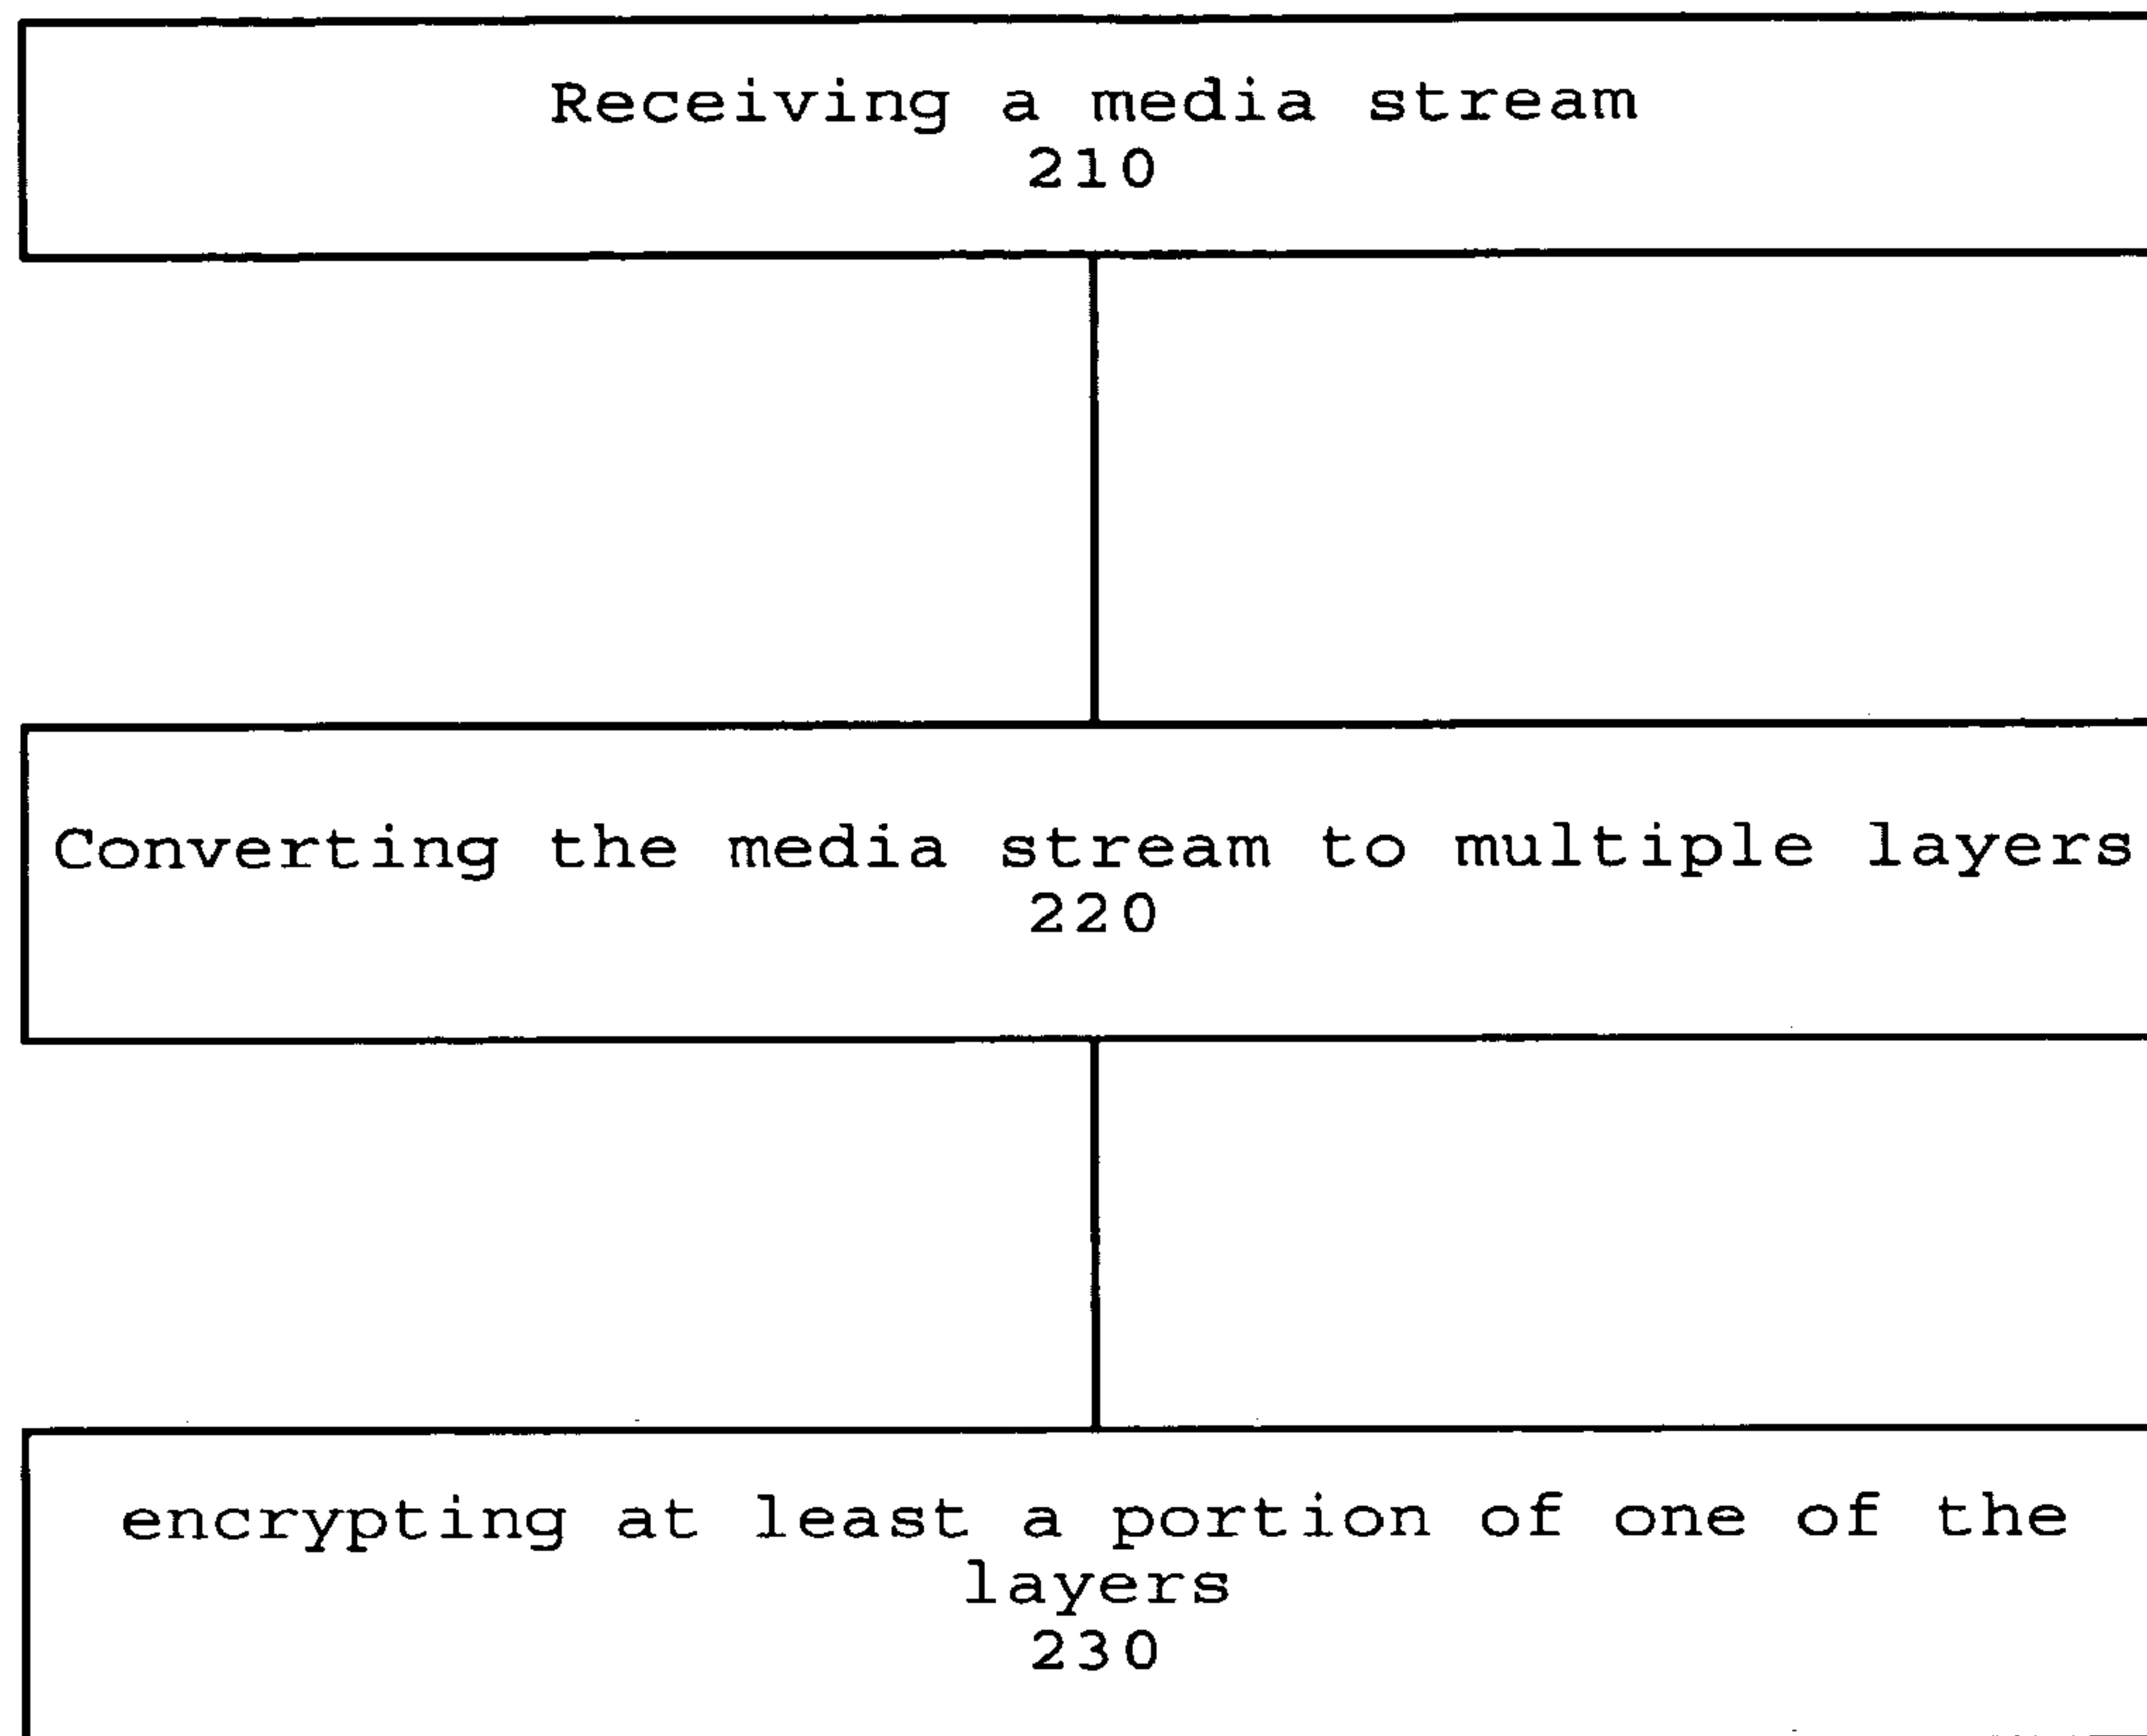 Receiving a media stream
210
Converting the media stream to multiple layers
220
encrypting at least a portion of one of the
layers
230